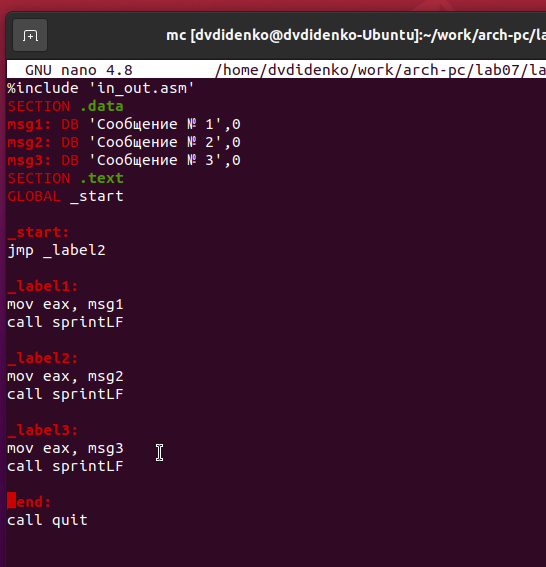 mc [dvdidenko@dvdidenko-Ubuntu]:~/work/arch-pc/la
GNU nano 4.8 /home/dvdidenko/work/arch-pc/lab07/la
%include 'in_out.asm'
SECTION .data
msg1: DB 'Сообщение № 1',0
msg2: DB 'Сообщение № 2',0
msg3: DB 'Сообщение № 3',0
SECTION .text
GLOBAL _start
_start:
jmp _label2
_label1:
mov eax, msg1
call sprintLF
_label2:
mov eax, msg2
call sprintLF
_label3:
mov eax, msg3
call sprintLF
_end:
call quit